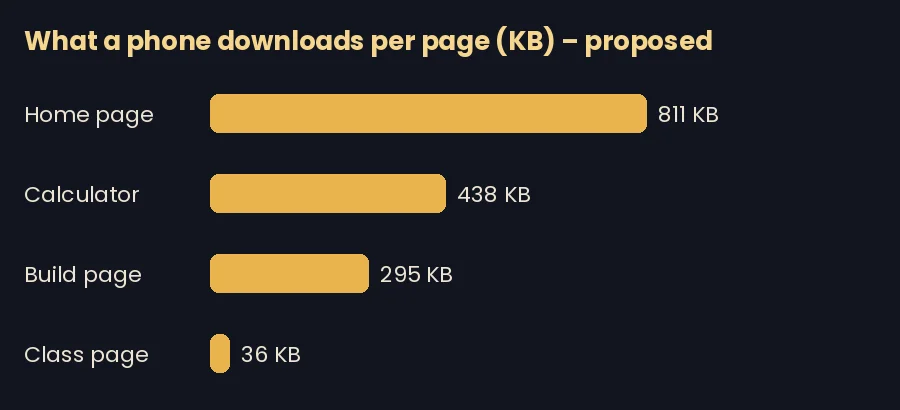 What a phone downloads per page (KB) – proposed
Home page 811 KB
Calculator 438 KB
Build page 295 KB
Class page 36 KB